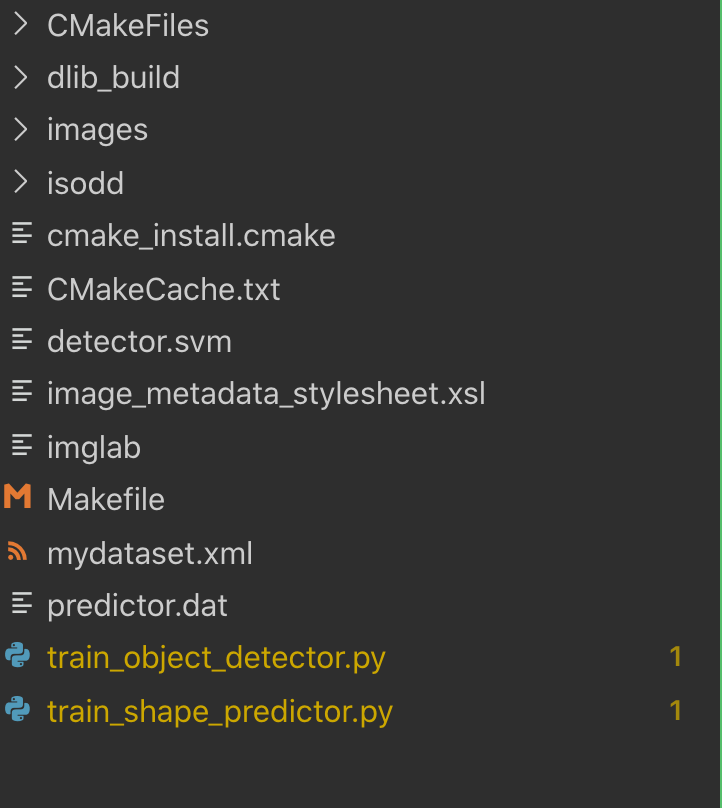 CMakeFiles
dlib_build
images
isodd
cmake_install.cmake
CMakeCache.txt
detector.svm
image_metadata_stylesheet.xsl
imglab
Makefile
mydataset.xml
predictor.dat
train_object_detector.py 1
train_shape_predictor.py 1